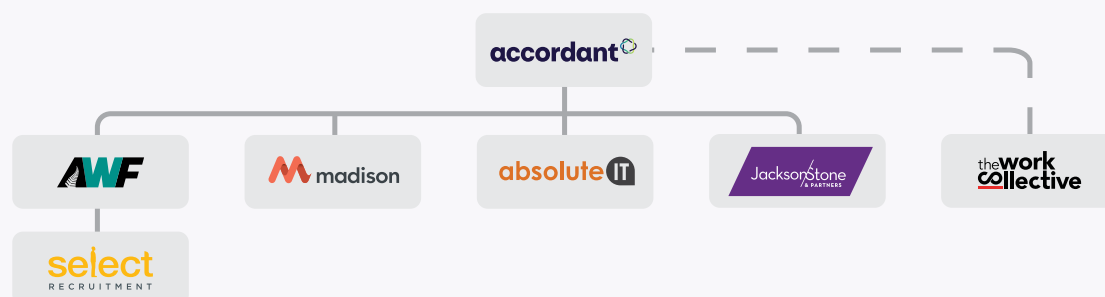 accordant
AWF
madison
absolute IT
JacksonStone
& PARTNERS
the work
collective
select
RECRUITMENT